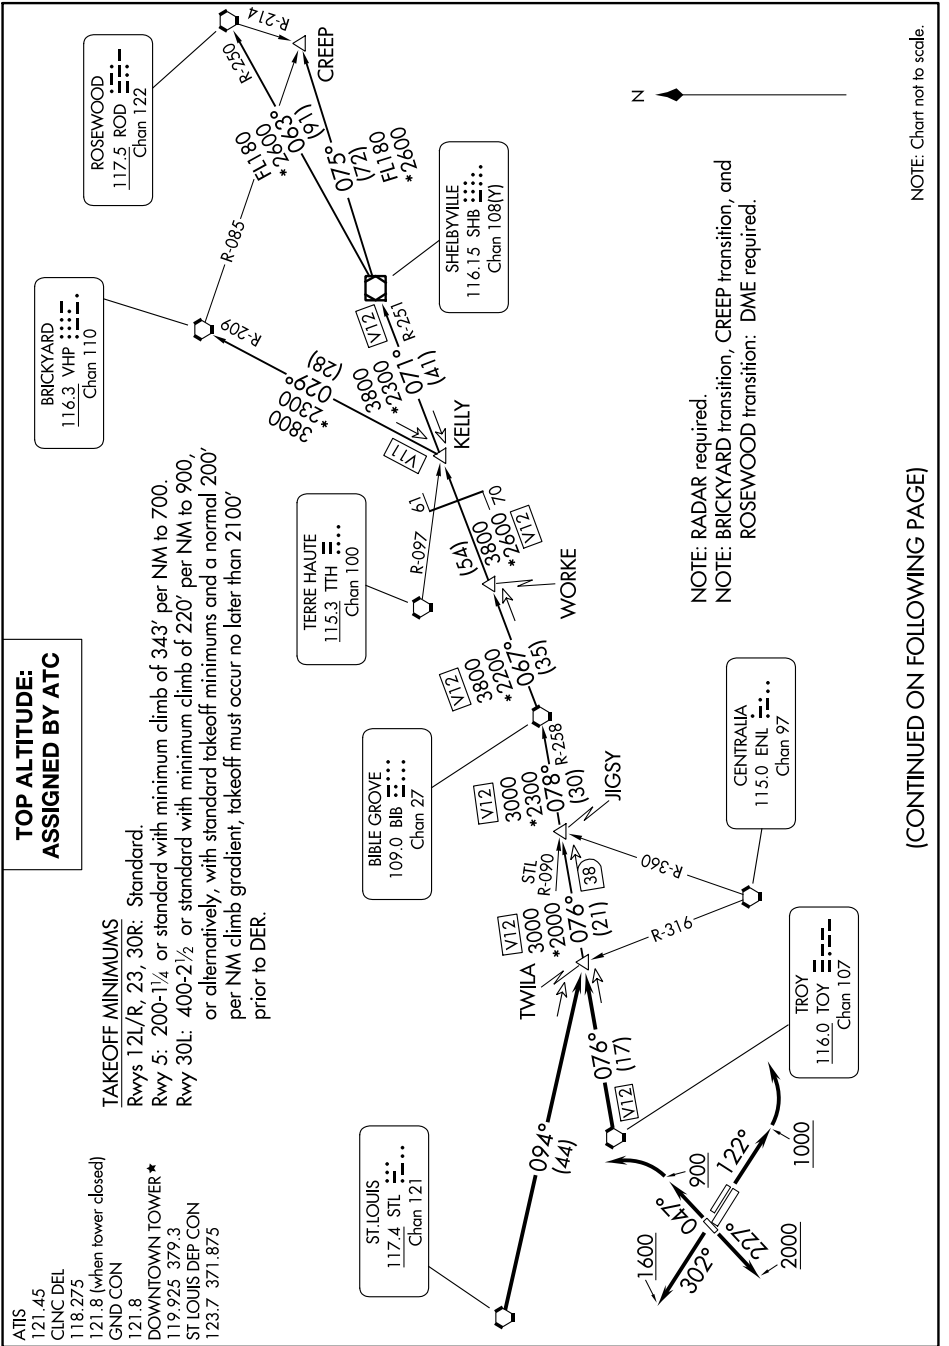 TOP ALTITUDE:
ASSIGNED BY ATC
ATIS
121.45
CLNC DEL
118.275
121.8 (when tower closed)
GND CON
121.8
DOWNTOWN TOWER★
119.925 379.3
ST LOUIS DEP CON
123.7 371.875
TAKEOFF MINIMUMS
Rwys 12L/R, 23, 30R: Standard.
Rwy 5: 200-1¼ or standard with minimum climb of 343' per NM to 700.
Rwy 30L: 400-2½ or standard with minimum climb of 220' per NM to 900,
or alternatively, with standard takeoff minimums and a normal 200'
per NM climb gradient, takeoff must occur no later than 2100'
prior to DER.
ST.LOUIS
117.4 STL
Chan 121
094°
(44)
1600
302°
047°
900
227°
2000
122°
1000
TROY
116.0 TOY
Chan 107
V12
076°
(17)
TWILA
R-316
V12
3000
*2000
076°
(21)
STL
R-090
38
JIGSY
R-360
CENTRALIA
115.0 ENL
Chan 97
V12
3000
*2300
078°
(30)
R-258
BIBLE GROVE
109.0 BIB
Chan 27
V12
3800
*2200
067°
(35)
WORKE
(54)
3800
*2600
V12
61
70
TERRE HAUTE
115.3 TTH
Chan 100
R-097
KELLY
V11
3800
*2300
029°
(28)
R-209
BRICKYARD
116.3 VHP
Chan 110
R-085
V12
3800
*2300
071°
(41)
R-251
SHELBYVILLE
116.15 SHB
Chan 108(Y)
FL180
*2600
063°
(91)
R-250
ROSEWOOD
117.5 ROD
Chan 122
R-214
CREEP
075°
(72)
FL180
*2600
N
NOTE: RADAR required.
NOTE: BRICKYARD transition, CREEP transition, and
ROSEWOOD transition: DME required.
NOTE: Chart not to scale.
(CONTINUED ON FOLLOWING PAGE)